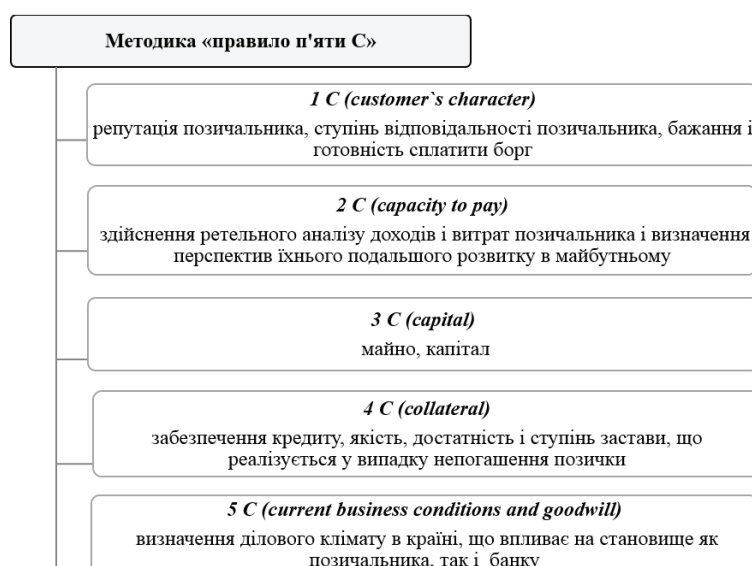 Методика «правило п'яти С»
1 C (customer`s character)
репутація позичальника, ступінь відповідальності позичальника, бажання і
готовність сплатити борг
2 C (capacity to pay)
здійснення ретельного аналізу доходів і витрат позичальника і визначення
перспектив їхнього подальшого розвитку в майбутньому
3 C (capital)
майно, капітал
4 C (collateral)
забезпечення кредиту, якість, достатність і ступінь застави, що
реалізується у випадку непогашення позички
5 C (current business conditions and goodwill)
визначення ділового клімату в країні, що впливає на становище як
позичальника, так і банку